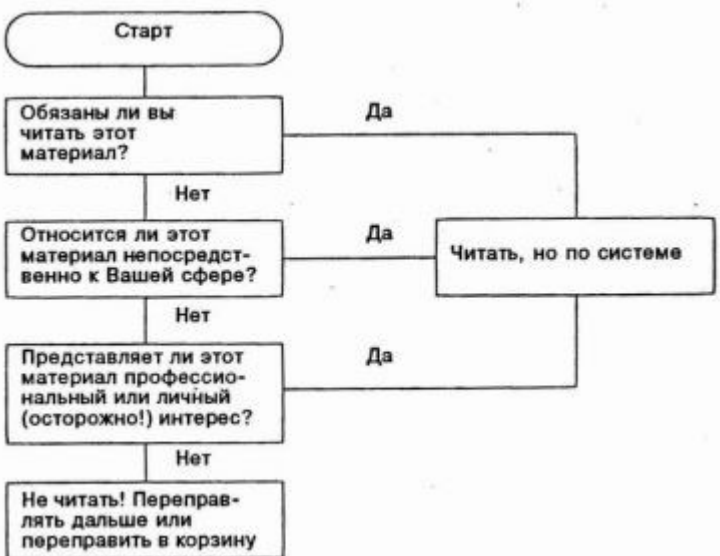 Старт
Обязаны ли вы
читать этот
материал?
Да
Нет
Относится ли этот
материал непосредст-
венно к Вашей сфере?
Да
Читать, но по системе
Нет
Представляет ли этот
материал профессио-
нальный или личный
(осторожно!) интерес?
Да
Нет
Не читать! Переправ-
лять дальше или
переправить в корзину